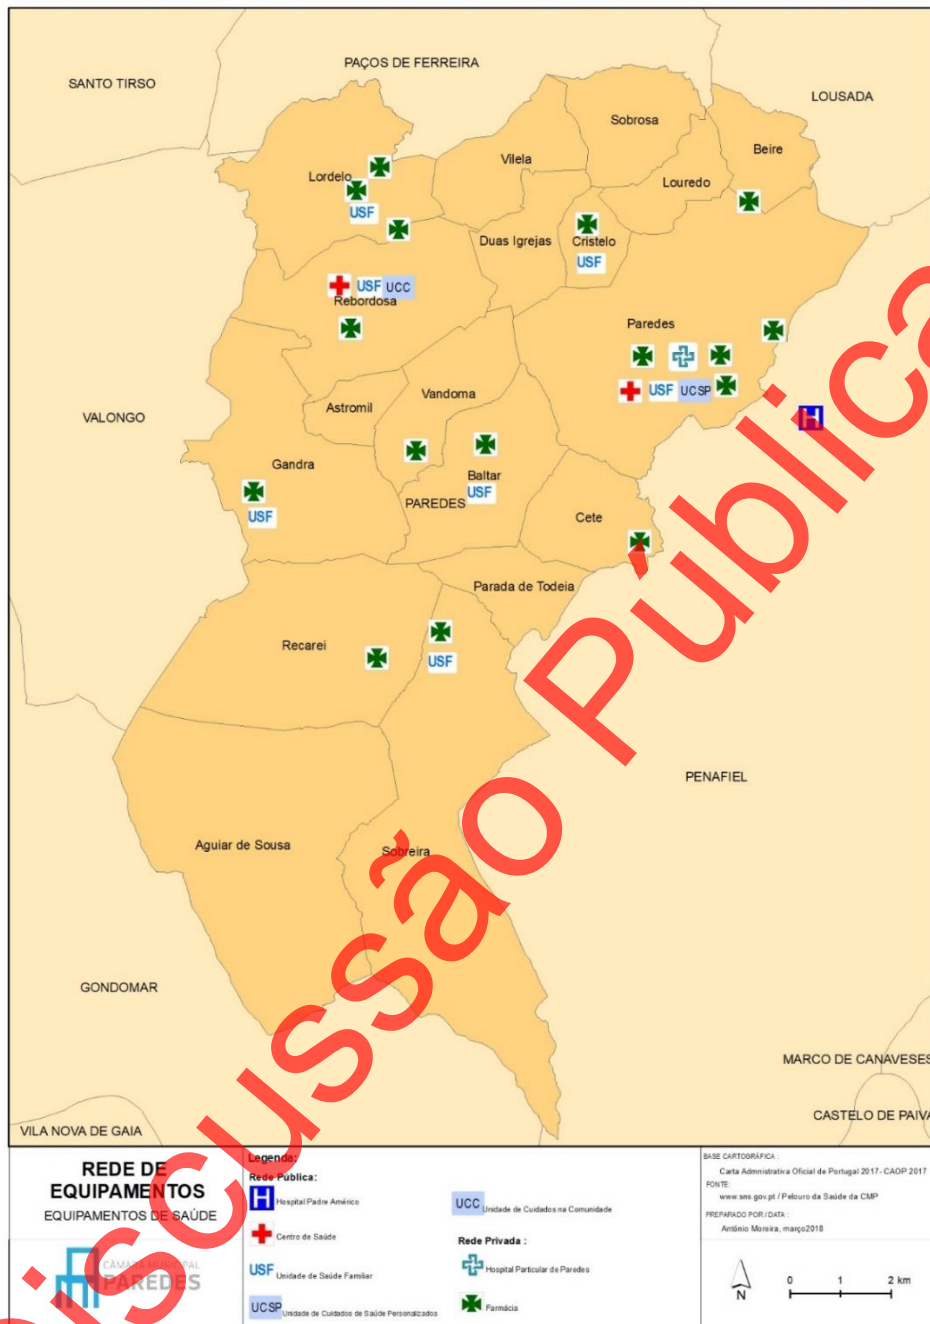 PAÇOS DE FERREIRA
SANTO TIRSO
LOUSADA
Sobrosa
Beire
Vilela
Lordelo
Louredo
USF
Duas Igrejas
Cristelo
USF
USF UCC
Rebordosa
Paredes
USF UCSP
VALONGO
Vandoma
Astromil
H
Gandra
Baltar
USF
PAREDES
Cete
USF
Parada de Todeia
Recarei
USF
PENAFIEL
Aguiar de Sousa
Sobreira
GONDOMAR
MARCO DE CANAVESES
CASTELO DE PAIVA
VILA NOVA DE GAIA
Discussão Pública
REDE DE
EQUIPAMENTOS
EQUIPAMENTOS DE SAÚDE
CÂMARA MUNICIPAL
PAREDES
Legenda:
Rede Pública:
H Hospital Padre Américo
Centro de Saúde
USF Unidade de Saúde Familiar
UCSP Unidade de Cuidados de Saúde Personalizados
UCC Unidade de Cuidados na Comunidade
Rede Privada :
Hospital Particular de Paredes
Farmácia
BASE CARTOGRÁFICA :
Carta Admnistrativa Oficial de Portugal 2017- CAOP 2017
FONTE:
www.sns.gov.pt / Pelouro da Saúde da CMP
PREPARADO POR / DATA :
António Moreira, março2018
N
0 1 2 km